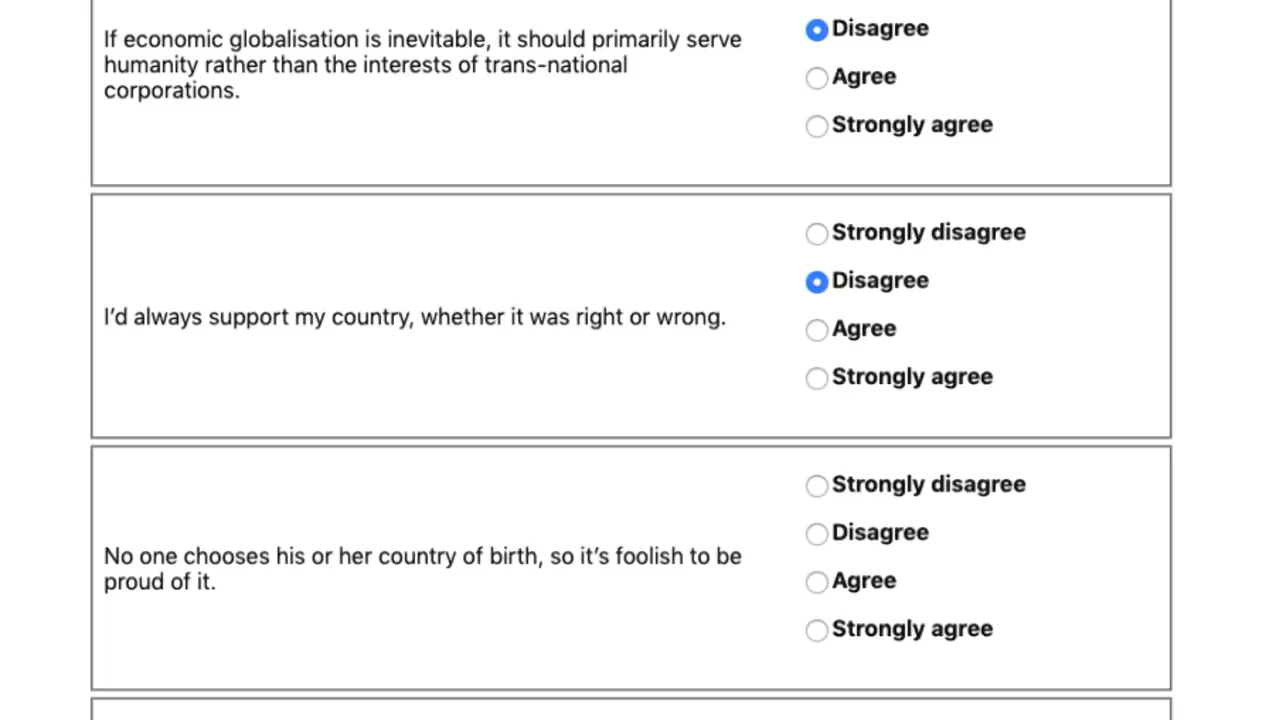 If economic globalisation is inevitable, it should primarily serve
humanity rather than the interests of trans-national
corporations.
Disagree
Agree
Strongly agree
I’d always support my country, whether it was right or wrong.
Strongly disagree
Disagree
Agree
Strongly agree
No one chooses his or her country of birth, so it’s foolish to be
proud of it.
Strongly disagree
Disagree
Agree
Strongly agree